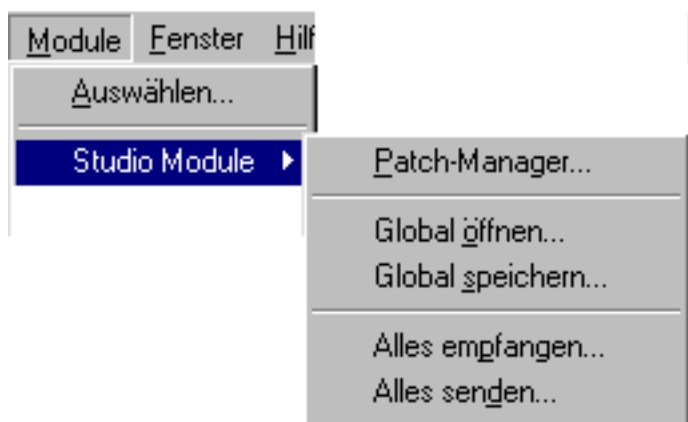 Module Fenster Hilf
Auswählen...
Studio Module
Patch-Manager...
Global öffnen...
Global speichern...
Alles empfangen...
Alles senden...